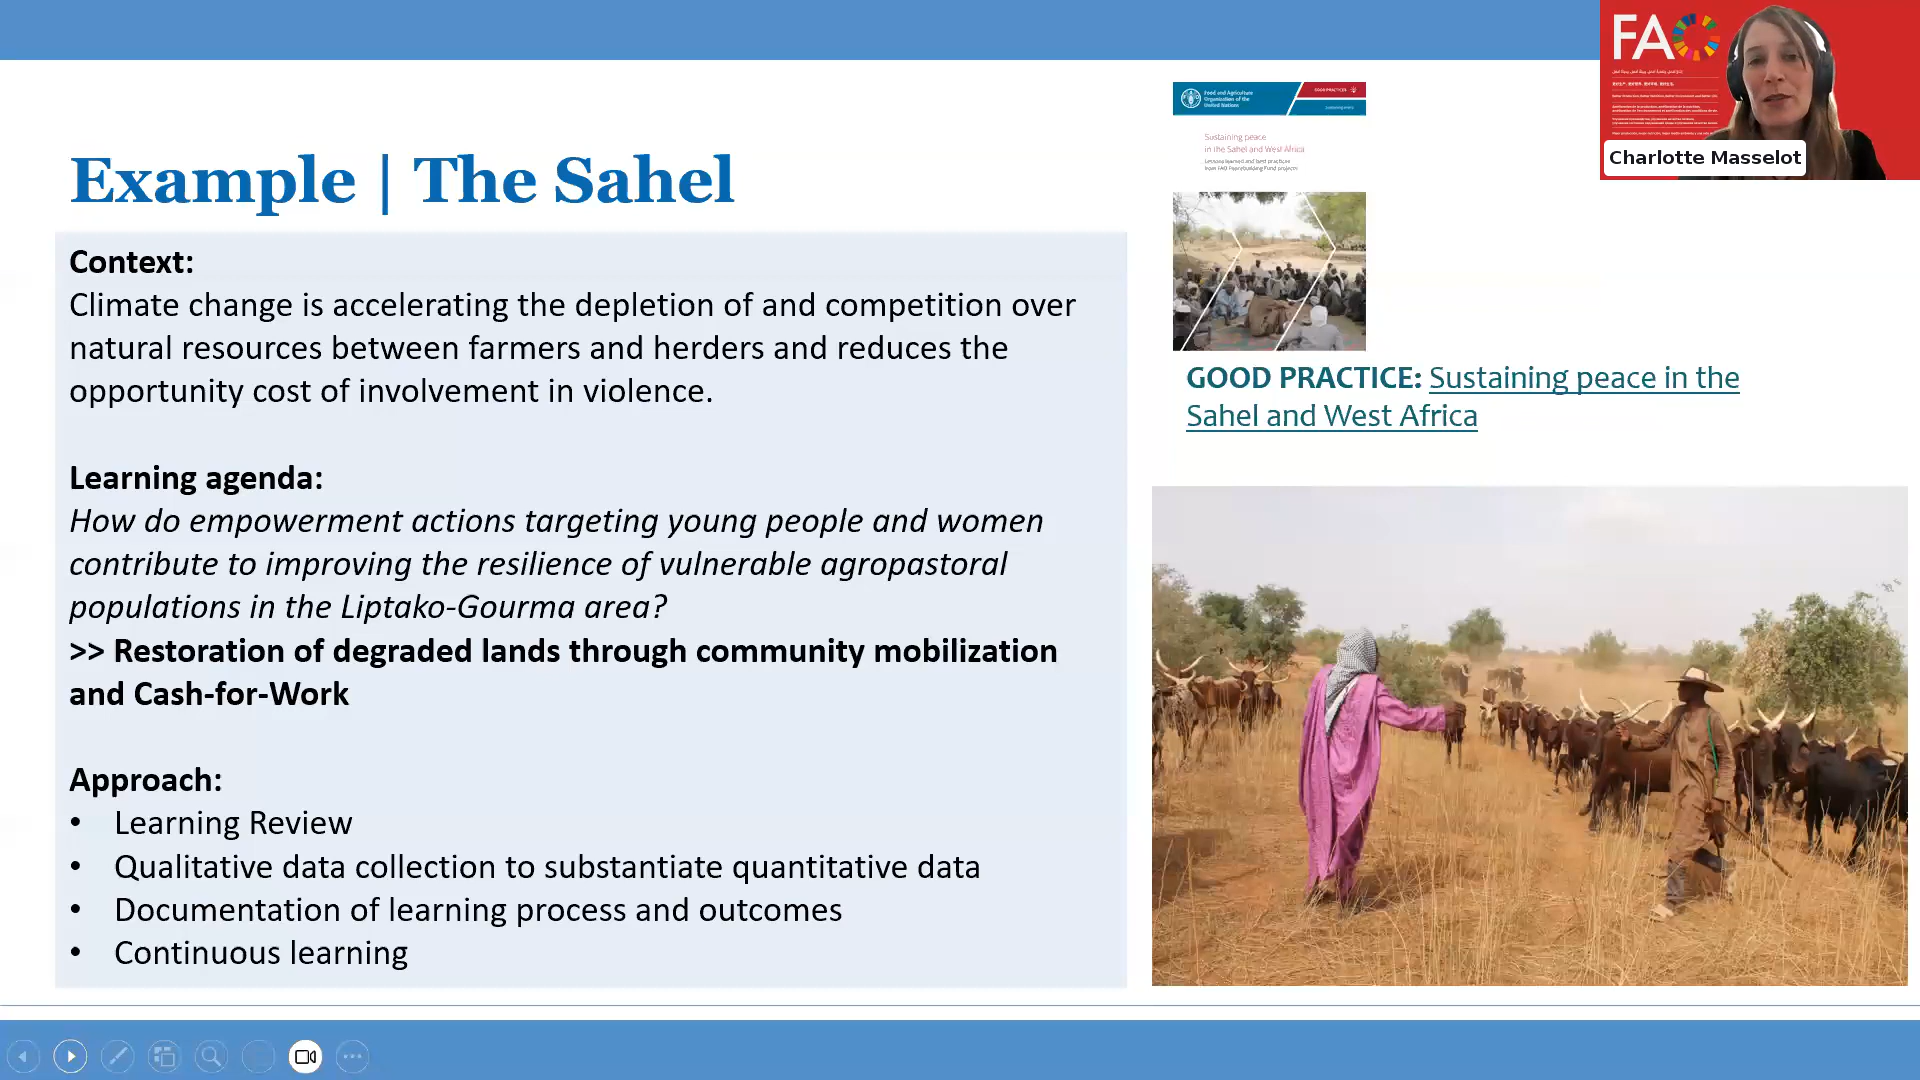 Example | The Sahel
Context:
Climate change is accelerating the depletion of and competition over
natural resources between farmers and herders and reduces the
opportunity cost of involvement in violence.
Learning agenda:
How do empowerment actions targeting young people and women
contribute to improving the resilience of vulnerable agropastoral
populations in the Liptako-Gourma area?
>> Restoration of degraded lands through community mobilization
and Cash-for-Work
Approach:
• Learning Review
• Qualitative data collection to substantiate quantitative data
• Documentation of learning process and outcomes
• Continuous learning
Food and Agriculture
Organization of the
United Nations
GOOD PRACTICES
Sustaining peace
in the Sahel and West Africa
Lessons learned and best practices
from FAO Peacebuilding Fund projects
GOOD PRACTICE: Sustaining peace in the
Sahel and West Africa
FAO
Charlotte Masselot